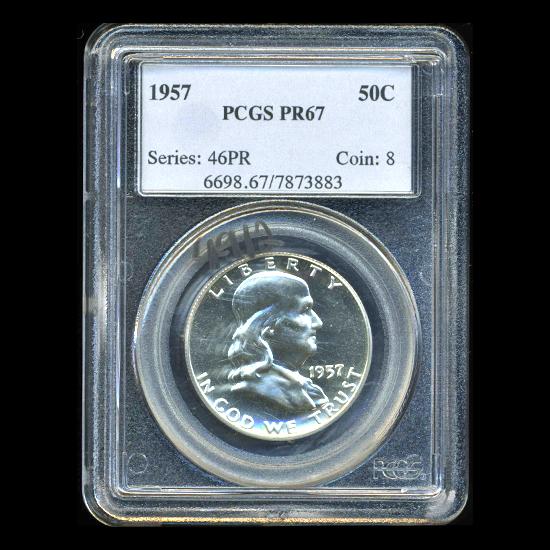 1957 50C
PCGS PR67
Series: 46PR Coin: 8
6698.67/7873883
LIBERTY
1957
IN GOD WE TRUST
PCGS